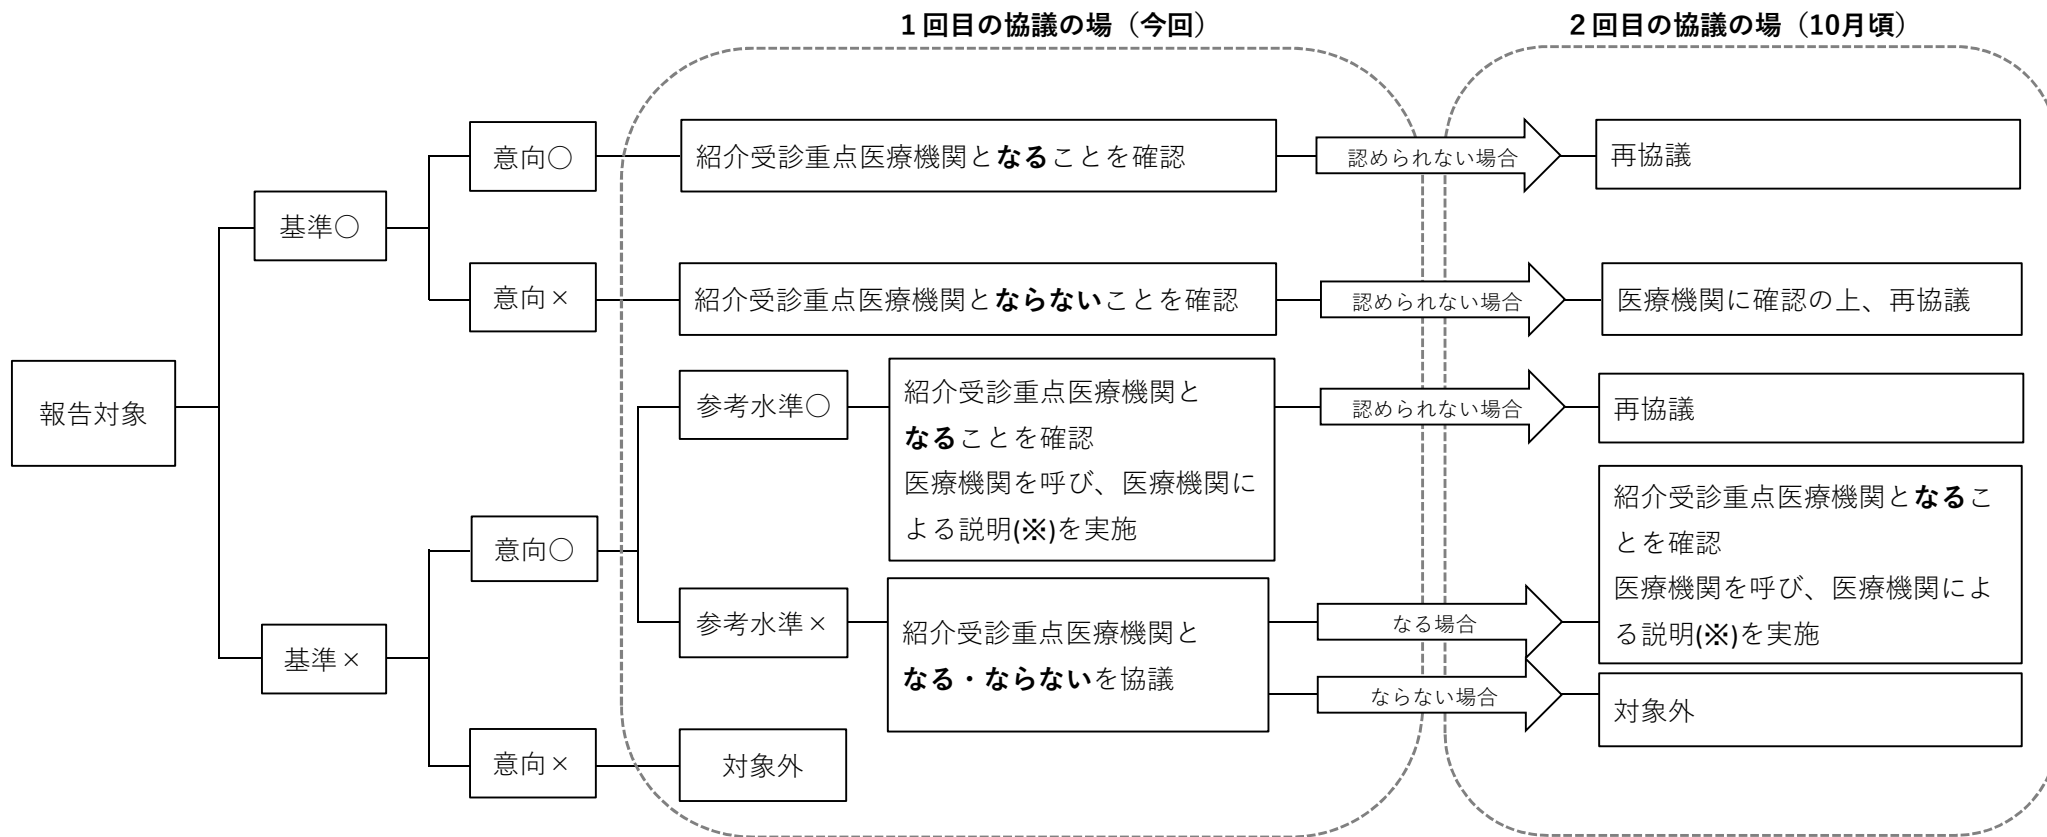 １回目の協議の場（今回）
２回目の協議の場（10月頃）
報告対象
基準〇
意向〇
紹介受診重点医療機関となることを確認
認められない場合
再協議
意向×
紹介受診重点医療機関とならないことを確認
認められない場合
医療機関に確認の上、再協議
基準×
意向〇
参考水準〇
紹介受診重点医療機関と
なることを確認
医療機関を呼び、医療機関に
よる説明(※)を実施
認められない場合
再協議
参考水準×
紹介受診重点医療機関と
なる・ならないを協議
なる場合
紹介受診重点医療機関となるこ
とを確認
医療機関を呼び、医療機関によ
る説明(※)を実施
ならない場合
対象外
意向×
対象外